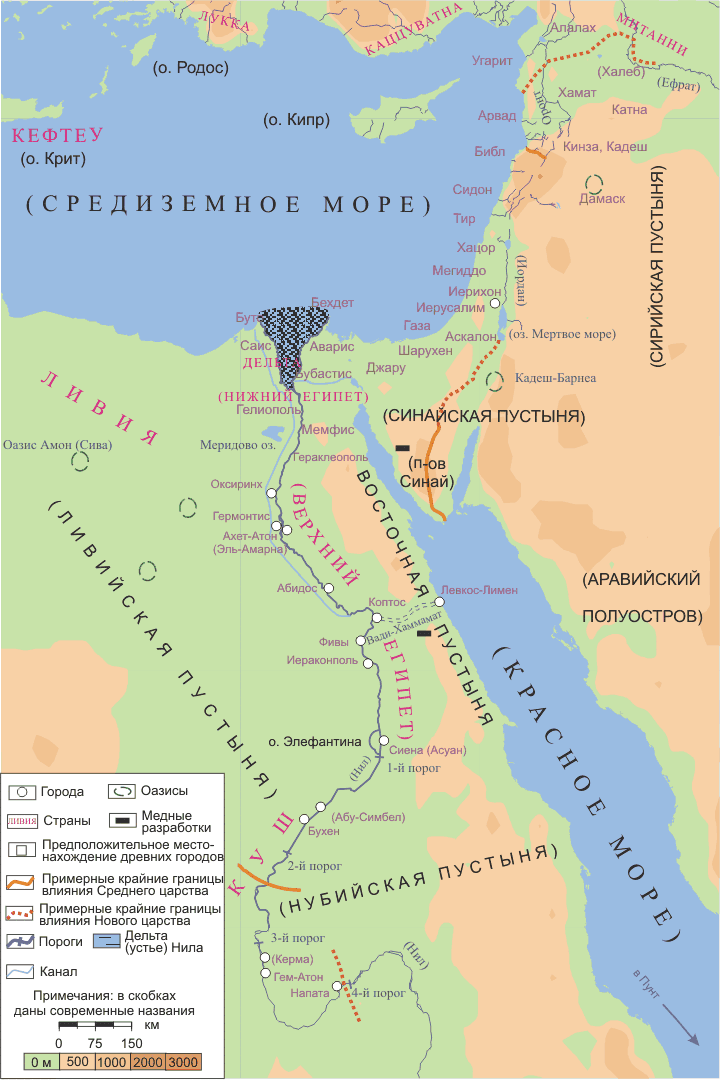 ЛУККА
КАЦЦУВАТНА
МИТАННИ
Алалах
Угарит
(Халеб)
(Ефрат)
(о. Родос)
Хамат
Оронт
Катна
Арвад
(о. Кипр)
КЕФТЕУ
(о. Крит)
Библ
Кинза, Кадеш
Сидон
Дамаск
(СРЕДИЗЕМНОЕ МОРЕ)
Тир
(СИРИЙСКАЯ ПУСТЫНЯ)
Хацор
Мегиддо
(Иордан)
Иерихон
Иерусалим
Бехдет
Бут
Газа
Аскалон
(оз. Мертвое море)
Саис
Аварис
Шарухен
ДЕЛЬТ
Бубастис
Джару
Кадеш-Барнеа
(НИЖНИЙ ЕГИПЕТ)
ЛИВИЯ
Гелиополь
(СИНАЙСКАЯ ПУСТЫНЯ)
Мемфис
Оазис Амон (Сива)
Меридово оз.
Гераклеополь
(п-ов
Синай)
Оксиринх
(ВЕРХНИЙ
ВОСТОЧНАЯ
Гермонтис
Ахет-Атон
(Эль-Амарна)
(ЛИВИЙСКАЯ ПУСТЫНЯ)
(АРАВИЙСКИЙ
ПОЛУОСТРОВ)
Абидос
Левкос-Лимен
Коптос
Вади-Хаммамат
ПУСТЫНЯ
Фивы
ЕГИПЕТ)
Иераконполь
(КРАСНОЕ МОРЕ)
о. Элефантина
Сиена (Асуан)
1-й порог
(Нил)
(Абу-Симбел)
Бухен
КУШ
2-й порог
(НУБИЙСКАЯ ПУСТЫНЯ)
3-й порог
(Керма)
(Нил)
Гем-Атон
Напата
4-й порог
в Пунт
Города
Оазисы
ЛИВИЯ
Страны
Медные
разработки
Предположительное место-
нахождение древних городов
Примерные крайние границы
влияния Среднего царства
Примерные крайние границы
влияния Нового царства
Пороги
Дельта
(устье) Нила
Канал
Примечания: в скобках
даны современные названия
км
0 75 150
0 м 500 1000 2000 3000